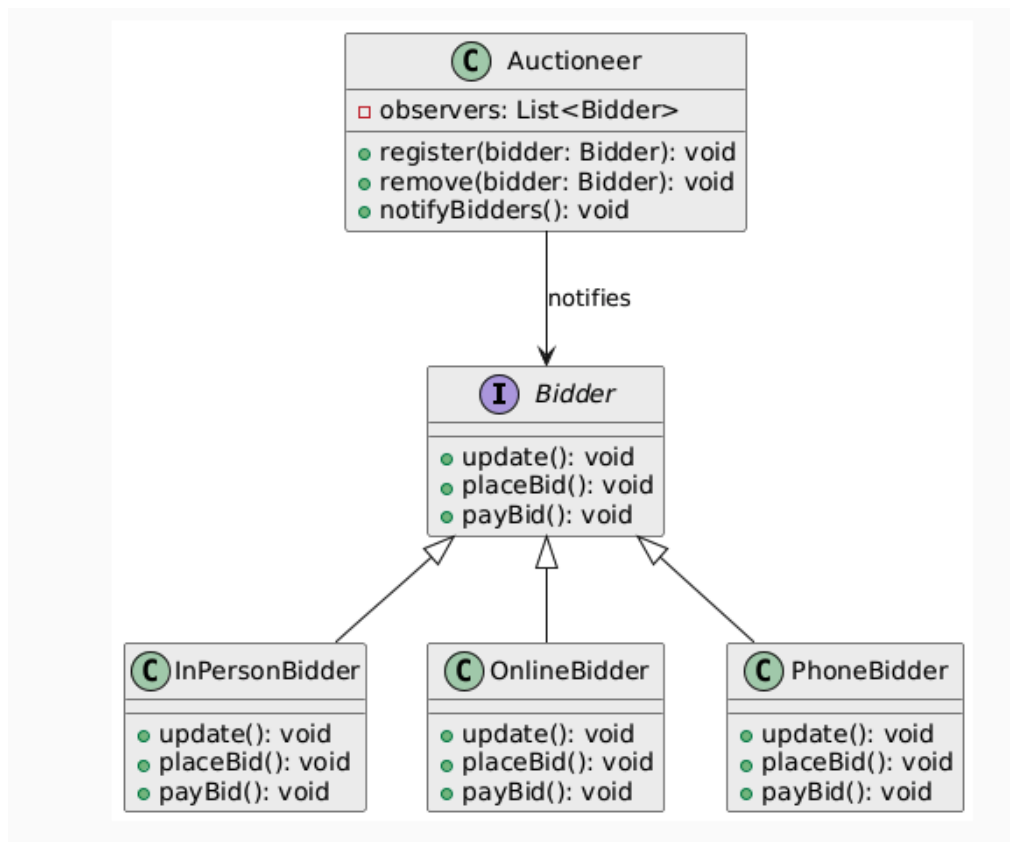 C Auctioneer
observers: List<Bidder>
register(bidder: Bidder): void
remove(bidder: Bidder): void
notifyBidders(): void
notifies
I Bidder
update(): void
placeBid(): void
payBid(): void
C InPersonBidder
update(): void
placeBid(): void
payBid(): void
C OnlineBidder
update(): void
placeBid(): void
payBid(): void
C PhoneBidder
update(): void
placeBid(): void
payBid(): void